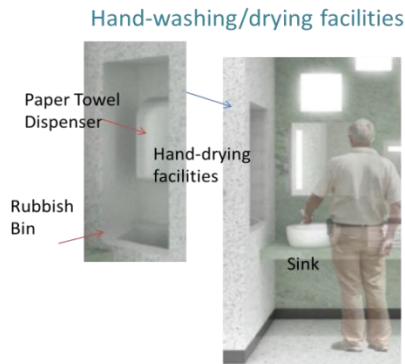 Hand-washing/drying facilities
Paper Towel
Dispenser
Hand-drying
facilities
Rubbish
Bin
Sink